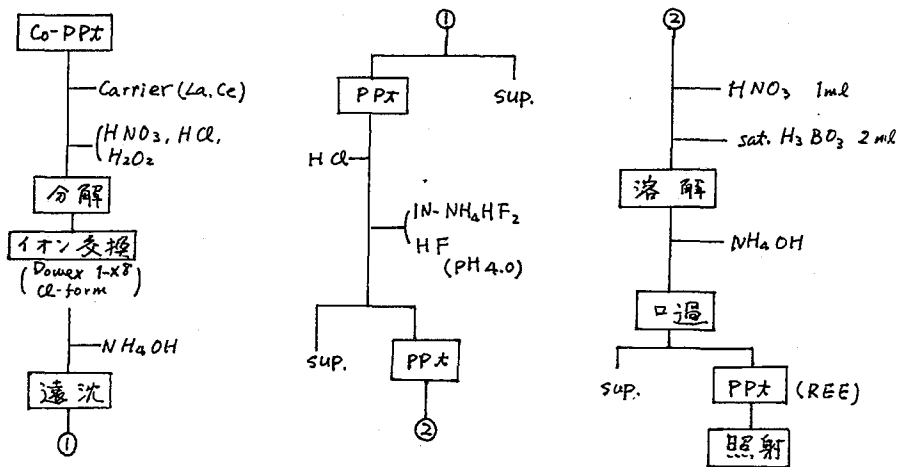 Co-PPt
Carrier (La, Ce)
(HNO3, HCl,
H2O2
分解
イオン交換
(Dowex 1-X8
Cl-form)
NH4OH
遠沈
①
①
PPt
sup.
HCl
(1N-NH4HF2
HF
(PH 4.0)
sup.
PPt
②
②
HNO3 1ml
sat. H3BO3 2ml
溶解
NH4OH
口過
sup.
PPt (REE)
照射